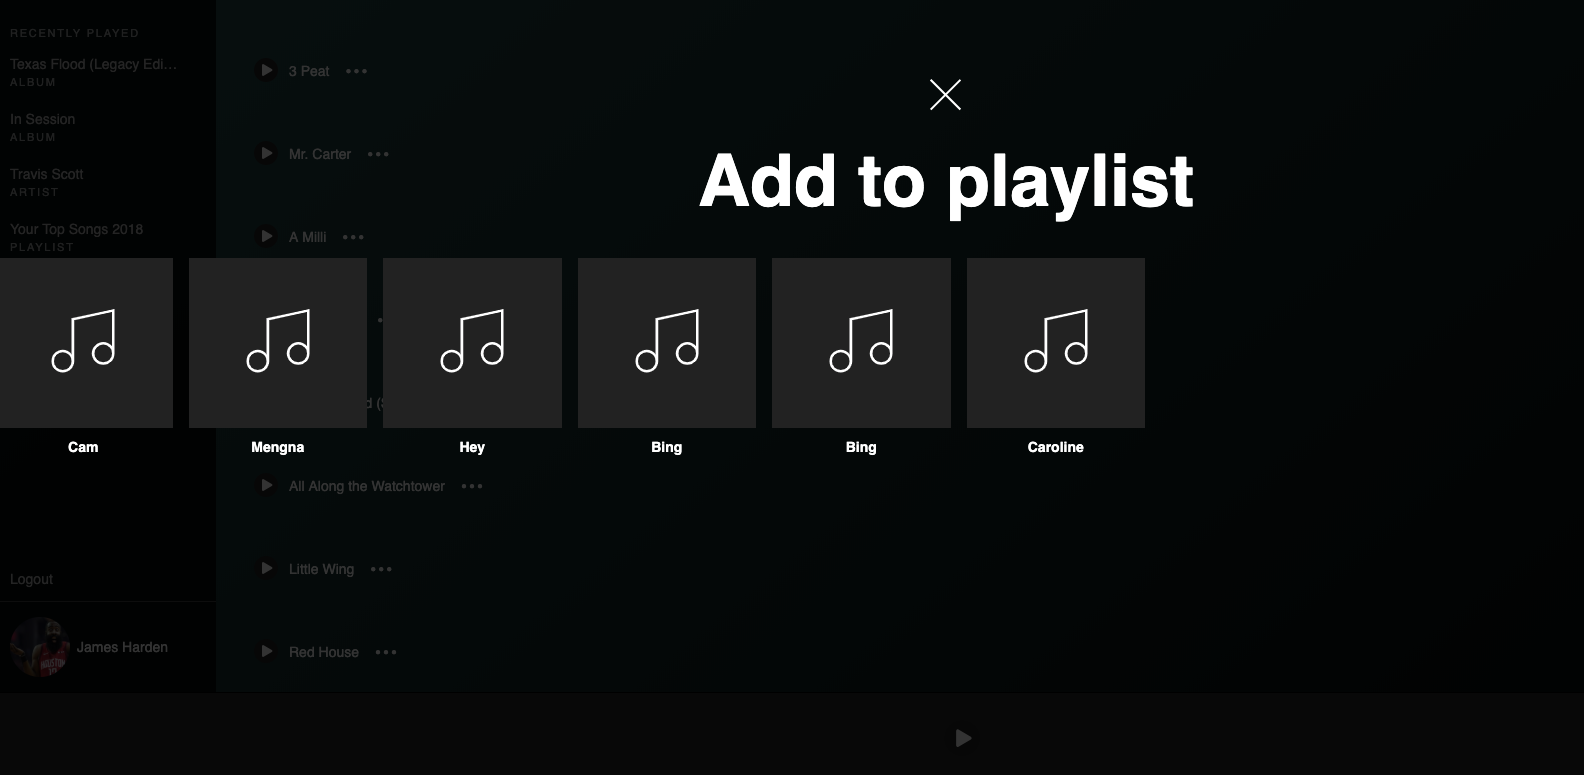 RECENTLY PLAYED
Texas Flood (Legacy Edi...
ALBUM
In Session
ALBUM
Travis Scott
ARTIST
Your Top Songs 2018
PLAYLIST
Logout
James Harden
Add to playlist
3 Peat
Mr. Carter
A Milli
d (
All Along the Watchtower
Little Wing
Red House
Cam
Mengna
Hey
Bing
Bing
Caroline